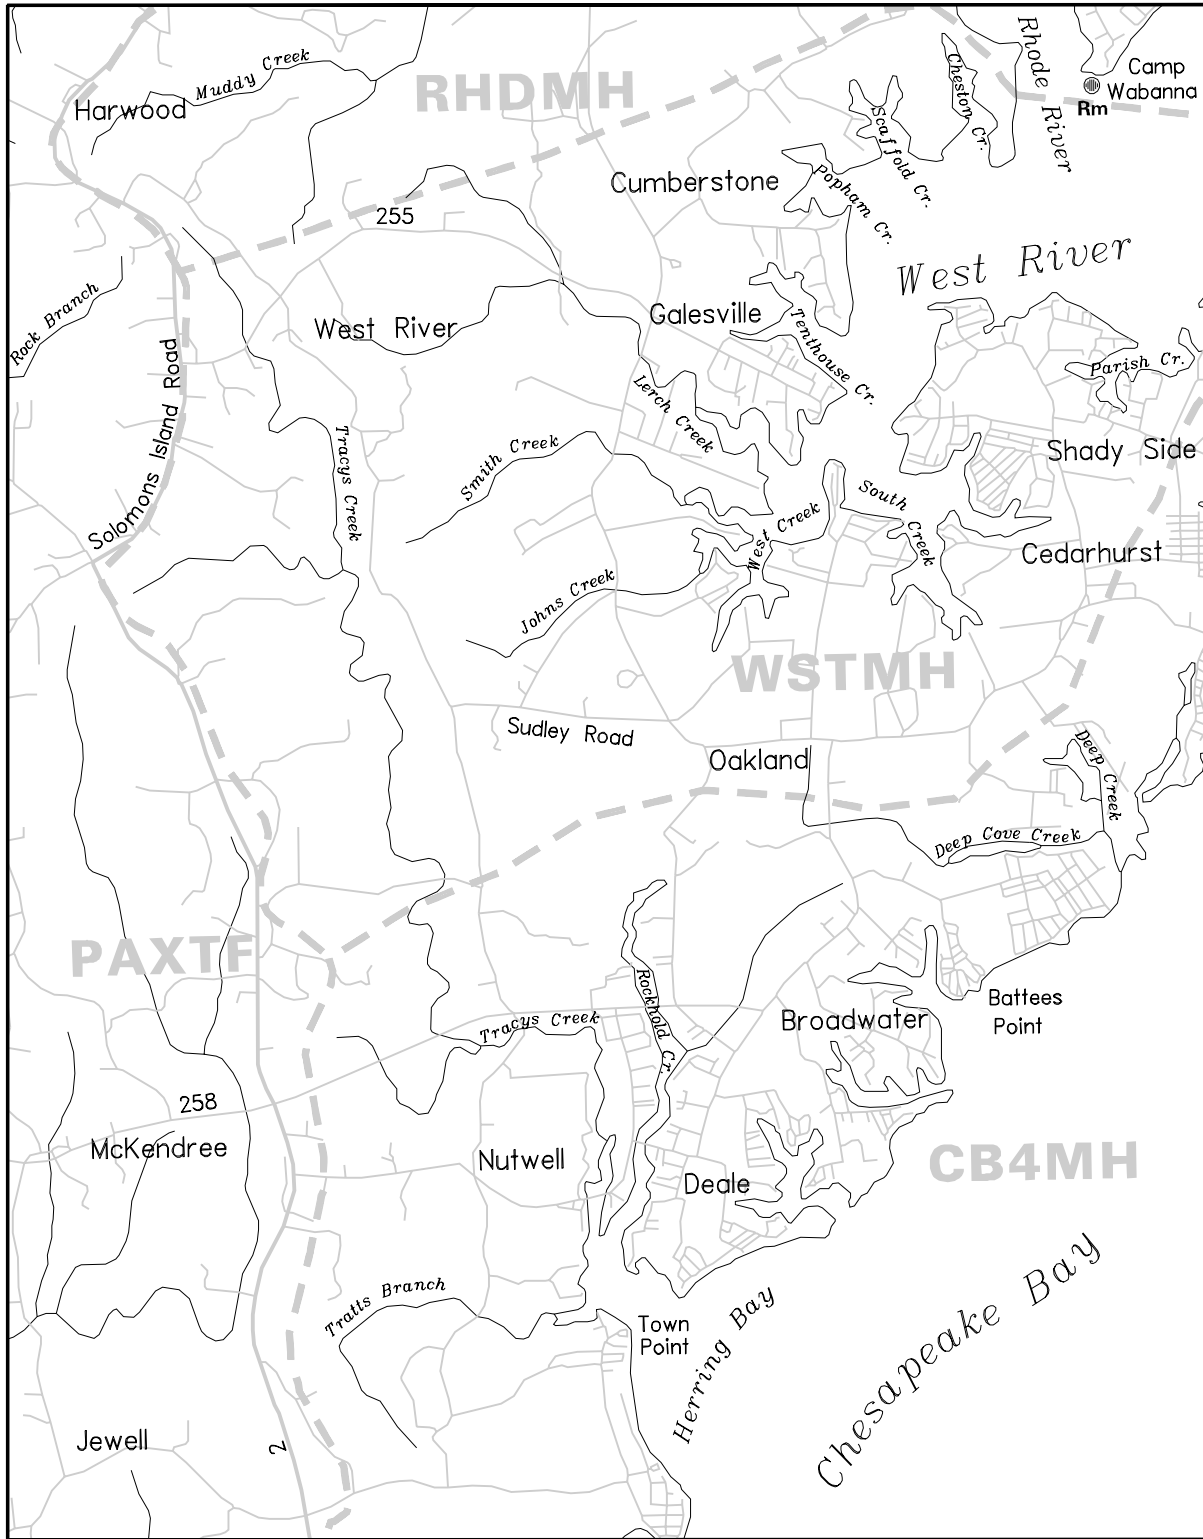 Rhode River
Camp
Wabanna
Rm
Muddy Creek
Harwood
RHDMH
Cheston Cr.
Scaffold Cr.
Cumberstone
Popham Cr.
255
West River
Rock Branch
Galesville
West River
Tenthouse Cr.
Parish Cr.
Solomons Island Road
Lerch Creek
Tracys Creek
Smith Creek
Shady Side
South Creek
West Creek
Cedarhurst
Johns Creek
WSTMH
Sudley Road
Oakland
Deep Creek
Deep Cove Creek
PAXTF
Rockhold Cr.
Battees
Point
Broadwater
Tracys Creek
258
McKendree
Nutwell
CB4MH
Deale
Tratts Branch
Town
Point
Herring Bay
Chesapeake Bay
Jewell
2